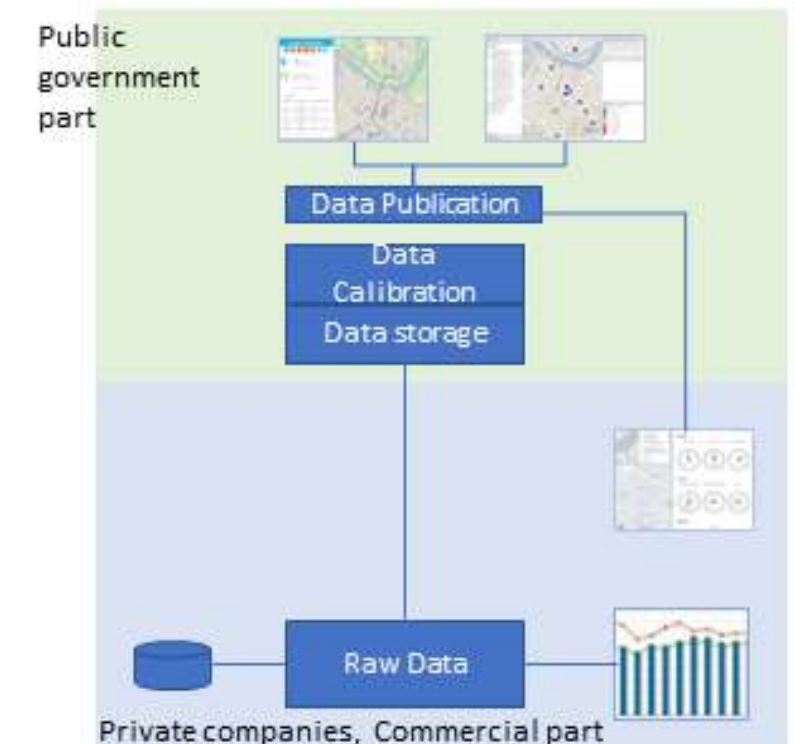 Public
government
part
Data Publication
Data
Calibration
Data storage
Raw Data
Private companies, Commercial part